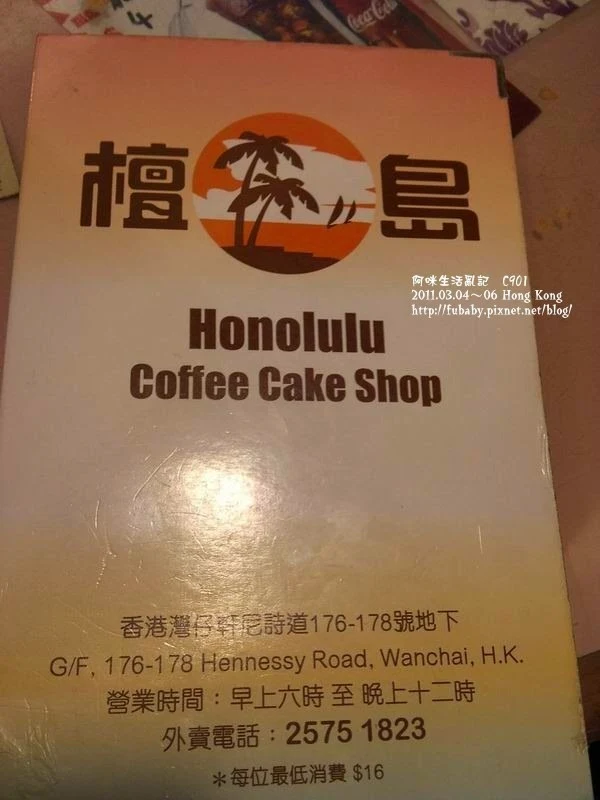 Coca-Cola
檀島
阿咪生活亂記 C901
2011.03.04～06 Hong Kong
http://fubaby.pixnet.net/blog/
Honolulu
Coffee Cake Shop
香港灣仔軒尼詩道176-178號地下
G/F, 176-178 Hennessy Road, Wanchai, H.K.
營業時間：早上六時 至 晚上十二時
外賣電話：2575 1823
＊每位最低消費 $16